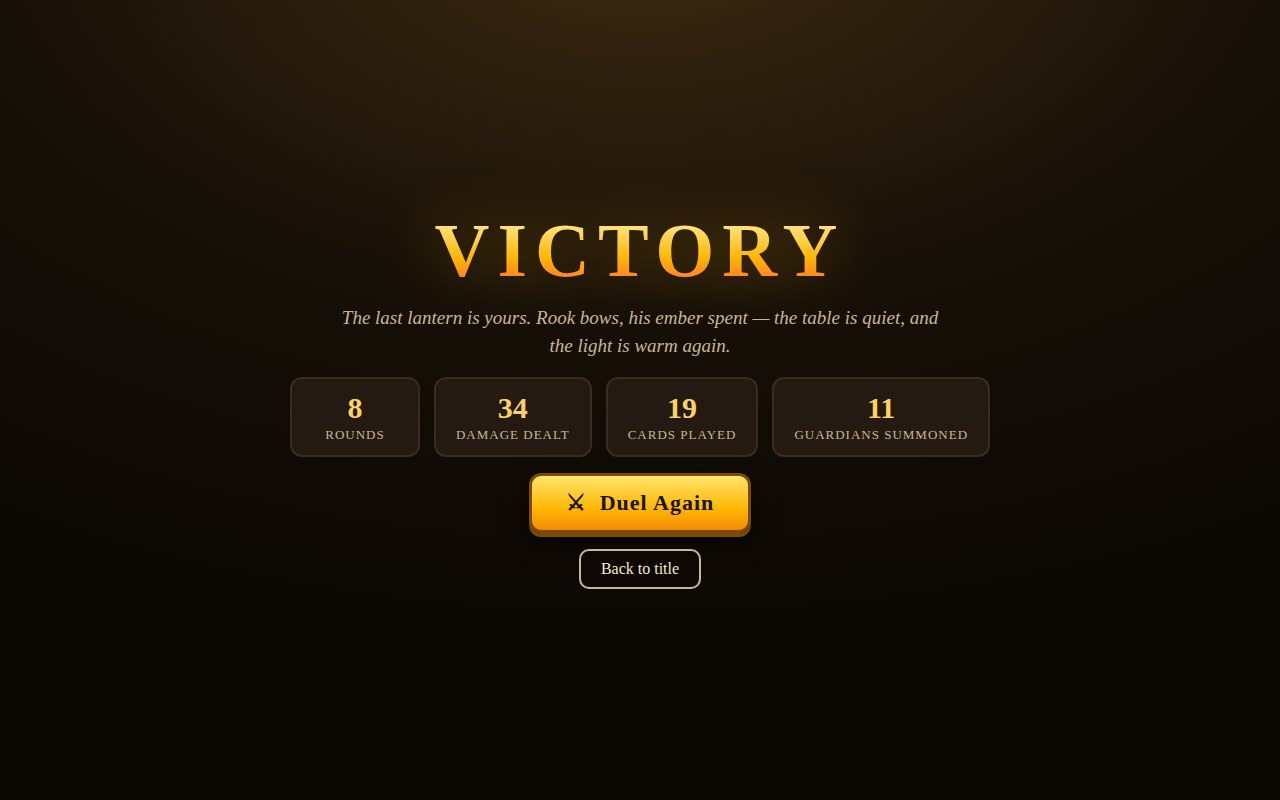 VICTORY
The last lantern is yours. Rook bows, his ember spent — the table is quiet, and
the light is warm again.
8
ROUNDS
34
DAMAGE DEALT
19
CARDS PLAYED
11
GUARDIANS SUMMONED
⚔ Duel Again
Back to title